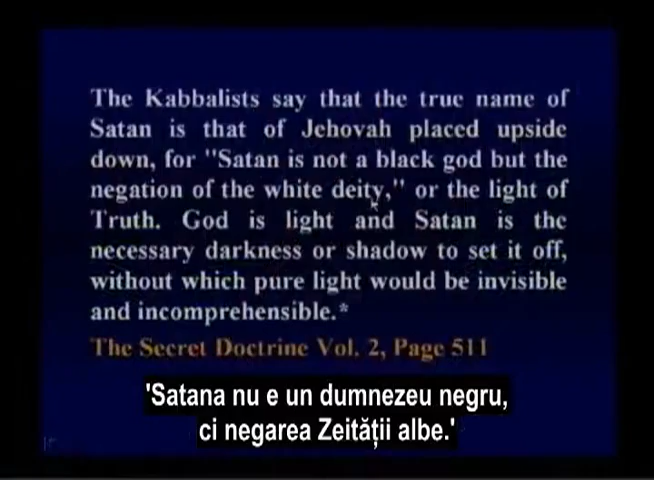 The Kabbalists say that the true name of
Satan is that of Jehovah placed upside
down, for "Satan is not a black god but the
negation of the white deity," or the light of
Truth. God is light and Satan is the
necessary darkness or shadow to set it off,
without which pure light would be invisible
and incomprehensible.*
The Secret Doctrine Vol. 2, Page 511
'Satana nu e un dumnezeu negru,
ci negarea Zeității albe.'